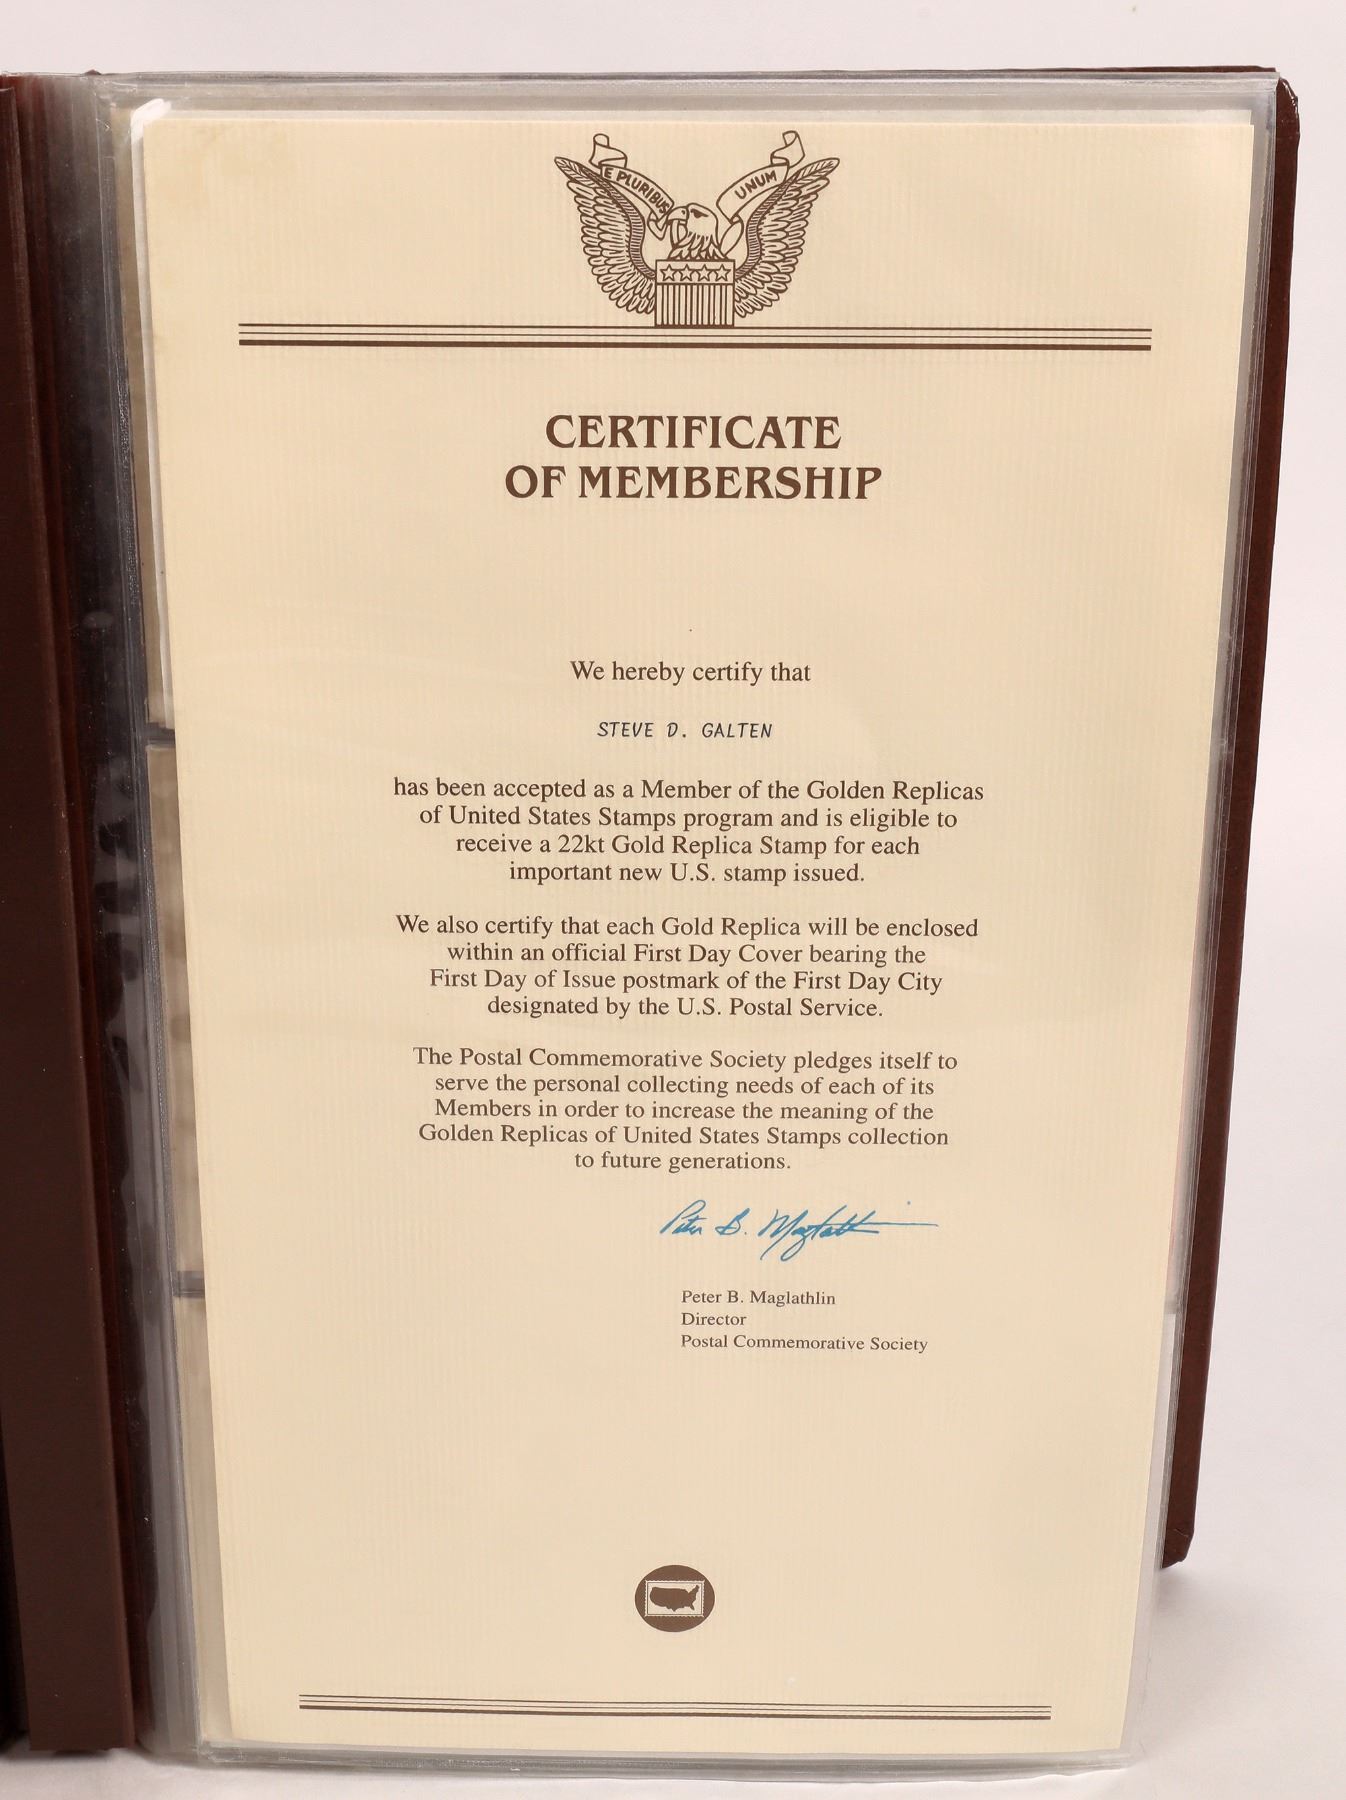 E PLURIBUS UNUM
CERTIFICATE
OF MEMBERSHIP
We hereby certify that
STEVE D. GALTEN
has been accepted as a Member of the Golden Replicas
of United States Stamps program and is eligible to
receive a 22kt Gold Replica Stamp for each
important new U.S. stamp issued.
We also certify that each Gold Replica will be enclosed
within an official First Day Cover bearing the
First Day of Issue postmark of the First Day City
designated by the U.S. Postal Service.
The Postal Commemorative Society pledges itself to
serve the personal collecting needs of each of its
Members in order to increase the meaning of the
Golden Replicas of United States Stamps collection
to future generations.
Peter B. Maglathlin
Peter B. Maglathlin
Director
Postal Commemorative Society